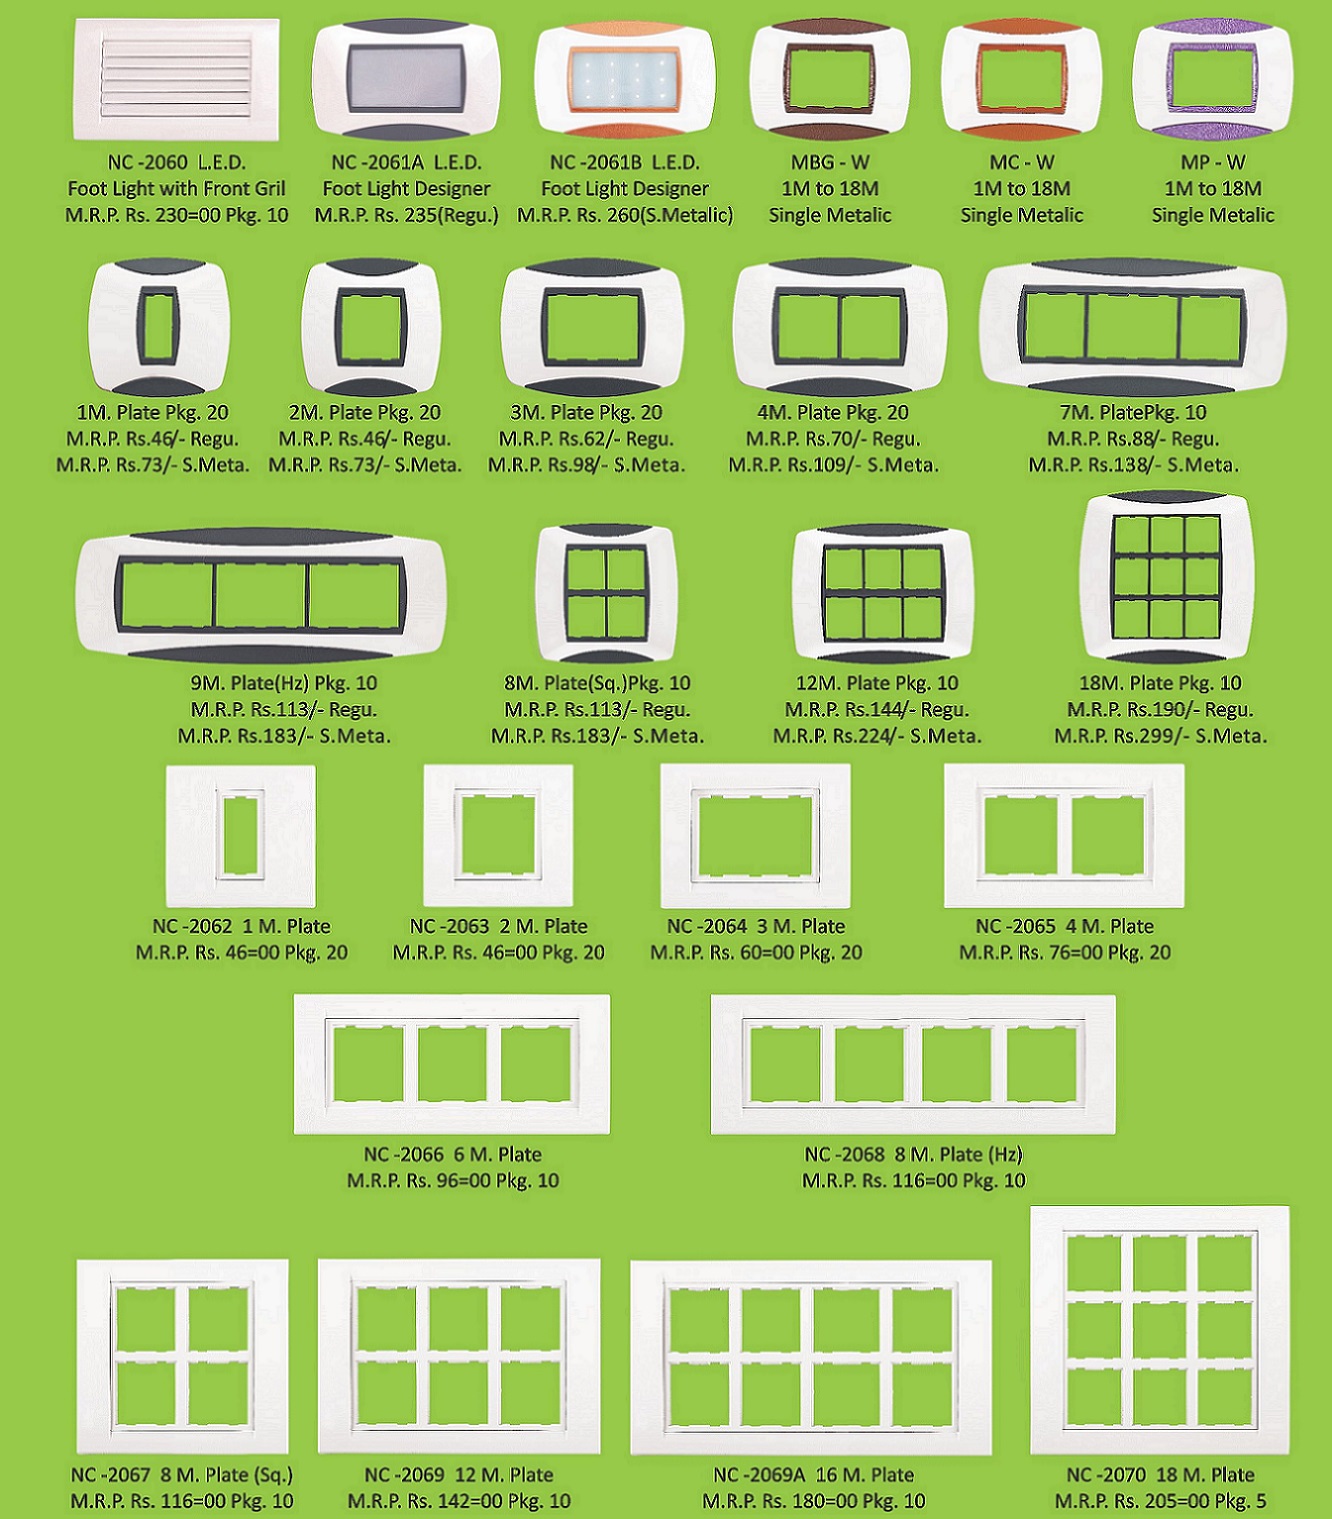 NC -2060 L.E.D.
Foot Light with Front Gril
M.R.P. Rs. 230=00 Pkg. 10
NC -2061A L.E.D.
Foot Light Designer
M.R.P. Rs. 235(Regu.)
NC -2061B L.E.D.
Foot Light Designer
M.R.P. Rs. 260(S.Metalic)
MBG - W
1M to 18M
Single Metalic
MC - W
1M to 18M
Single Metalic
MP - W
1M to 18M
Single Metalic
1M. Plate Pkg. 20
M.R.P. Rs.46/- Regu.
M.R.P. Rs.73/- S.Meta.
2M. Plate Pkg. 20
M.R.P. Rs.46/- Regu.
M.R.P. Rs.73/- S.Meta.
3M. Plate Pkg. 20
M.R.P. Rs.62/- Regu.
M.R.P. Rs.98/- S.Meta.
4M. Plate Pkg. 20
M.R.P. Rs.70/- Regu.
M.R.P. Rs.109/- S.Meta.
7M. PlatePkg. 10
M.R.P. Rs.88/- Regu.
M.R.P. Rs.138/- S.Meta.
9M. Plate(Hz) Pkg. 10
M.R.P. Rs.113/- Regu.
M.R.P. Rs.183/- S.Meta.
8M. Plate(Sq.)Pkg. 10
M.R.P. Rs.113/- Regu.
M.R.P. Rs.183/- S.Meta.
12M. Plate Pkg. 10
M.R.P. Rs.144/- Regu.
M.R.P. Rs.224/- S.Meta.
18M. Plate Pkg. 10
M.R.P. Rs.190/- Regu.
M.R.P. Rs.299/- S.Meta.
NC -2062 1 M. Plate
M.R.P. Rs. 46=00 Pkg. 20
NC -2063 2 M. Plate
M.R.P. Rs. 46=00 Pkg. 20
NC -2064 3 M. Plate
M.R.P. Rs. 60=00 Pkg. 20
NC -2065 4 M. Plate
M.R.P. Rs. 76=00 Pkg. 20
NC -2066 6 M. Plate
M.R.P. Rs. 96=00 Pkg. 10
NC -2068 8 M. Plate (Hz)
M.R.P. Rs. 116=00 Pkg. 10
NC -2067 8 M. Plate (Sq.)
M.R.P. Rs. 116=00 Pkg. 10
NC -2069 12 M. Plate
M.R.P. Rs. 142=00 Pkg. 10
NC -2069A 16 M. Plate
M.R.P. Rs. 180=00 Pkg. 10
NC -2070 18 M. Plate
M.R.P. Rs. 205=00 Pkg. 5